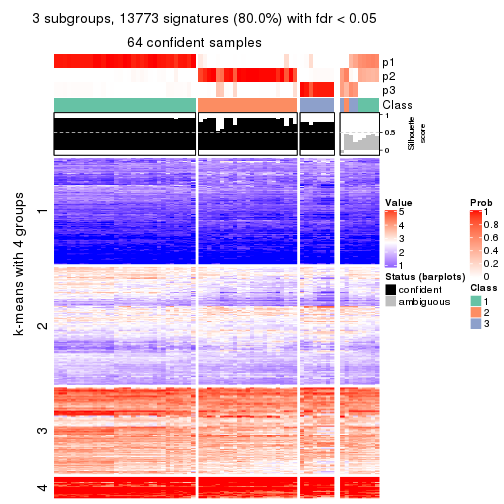 3 subgroups, 13773 signatures (80.0%) with fdr < 0.05
64 confident samples
p1
p2
p3
Class
1
0.5
0
Silhouette
score
k-means with 4 groups
1
2
3
4
Value
5
4
3
2
1
Status (barplots)
confident
ambiguous
Prob
1
0.8
0.6
0.4
0.2
0
Class
1
2
3